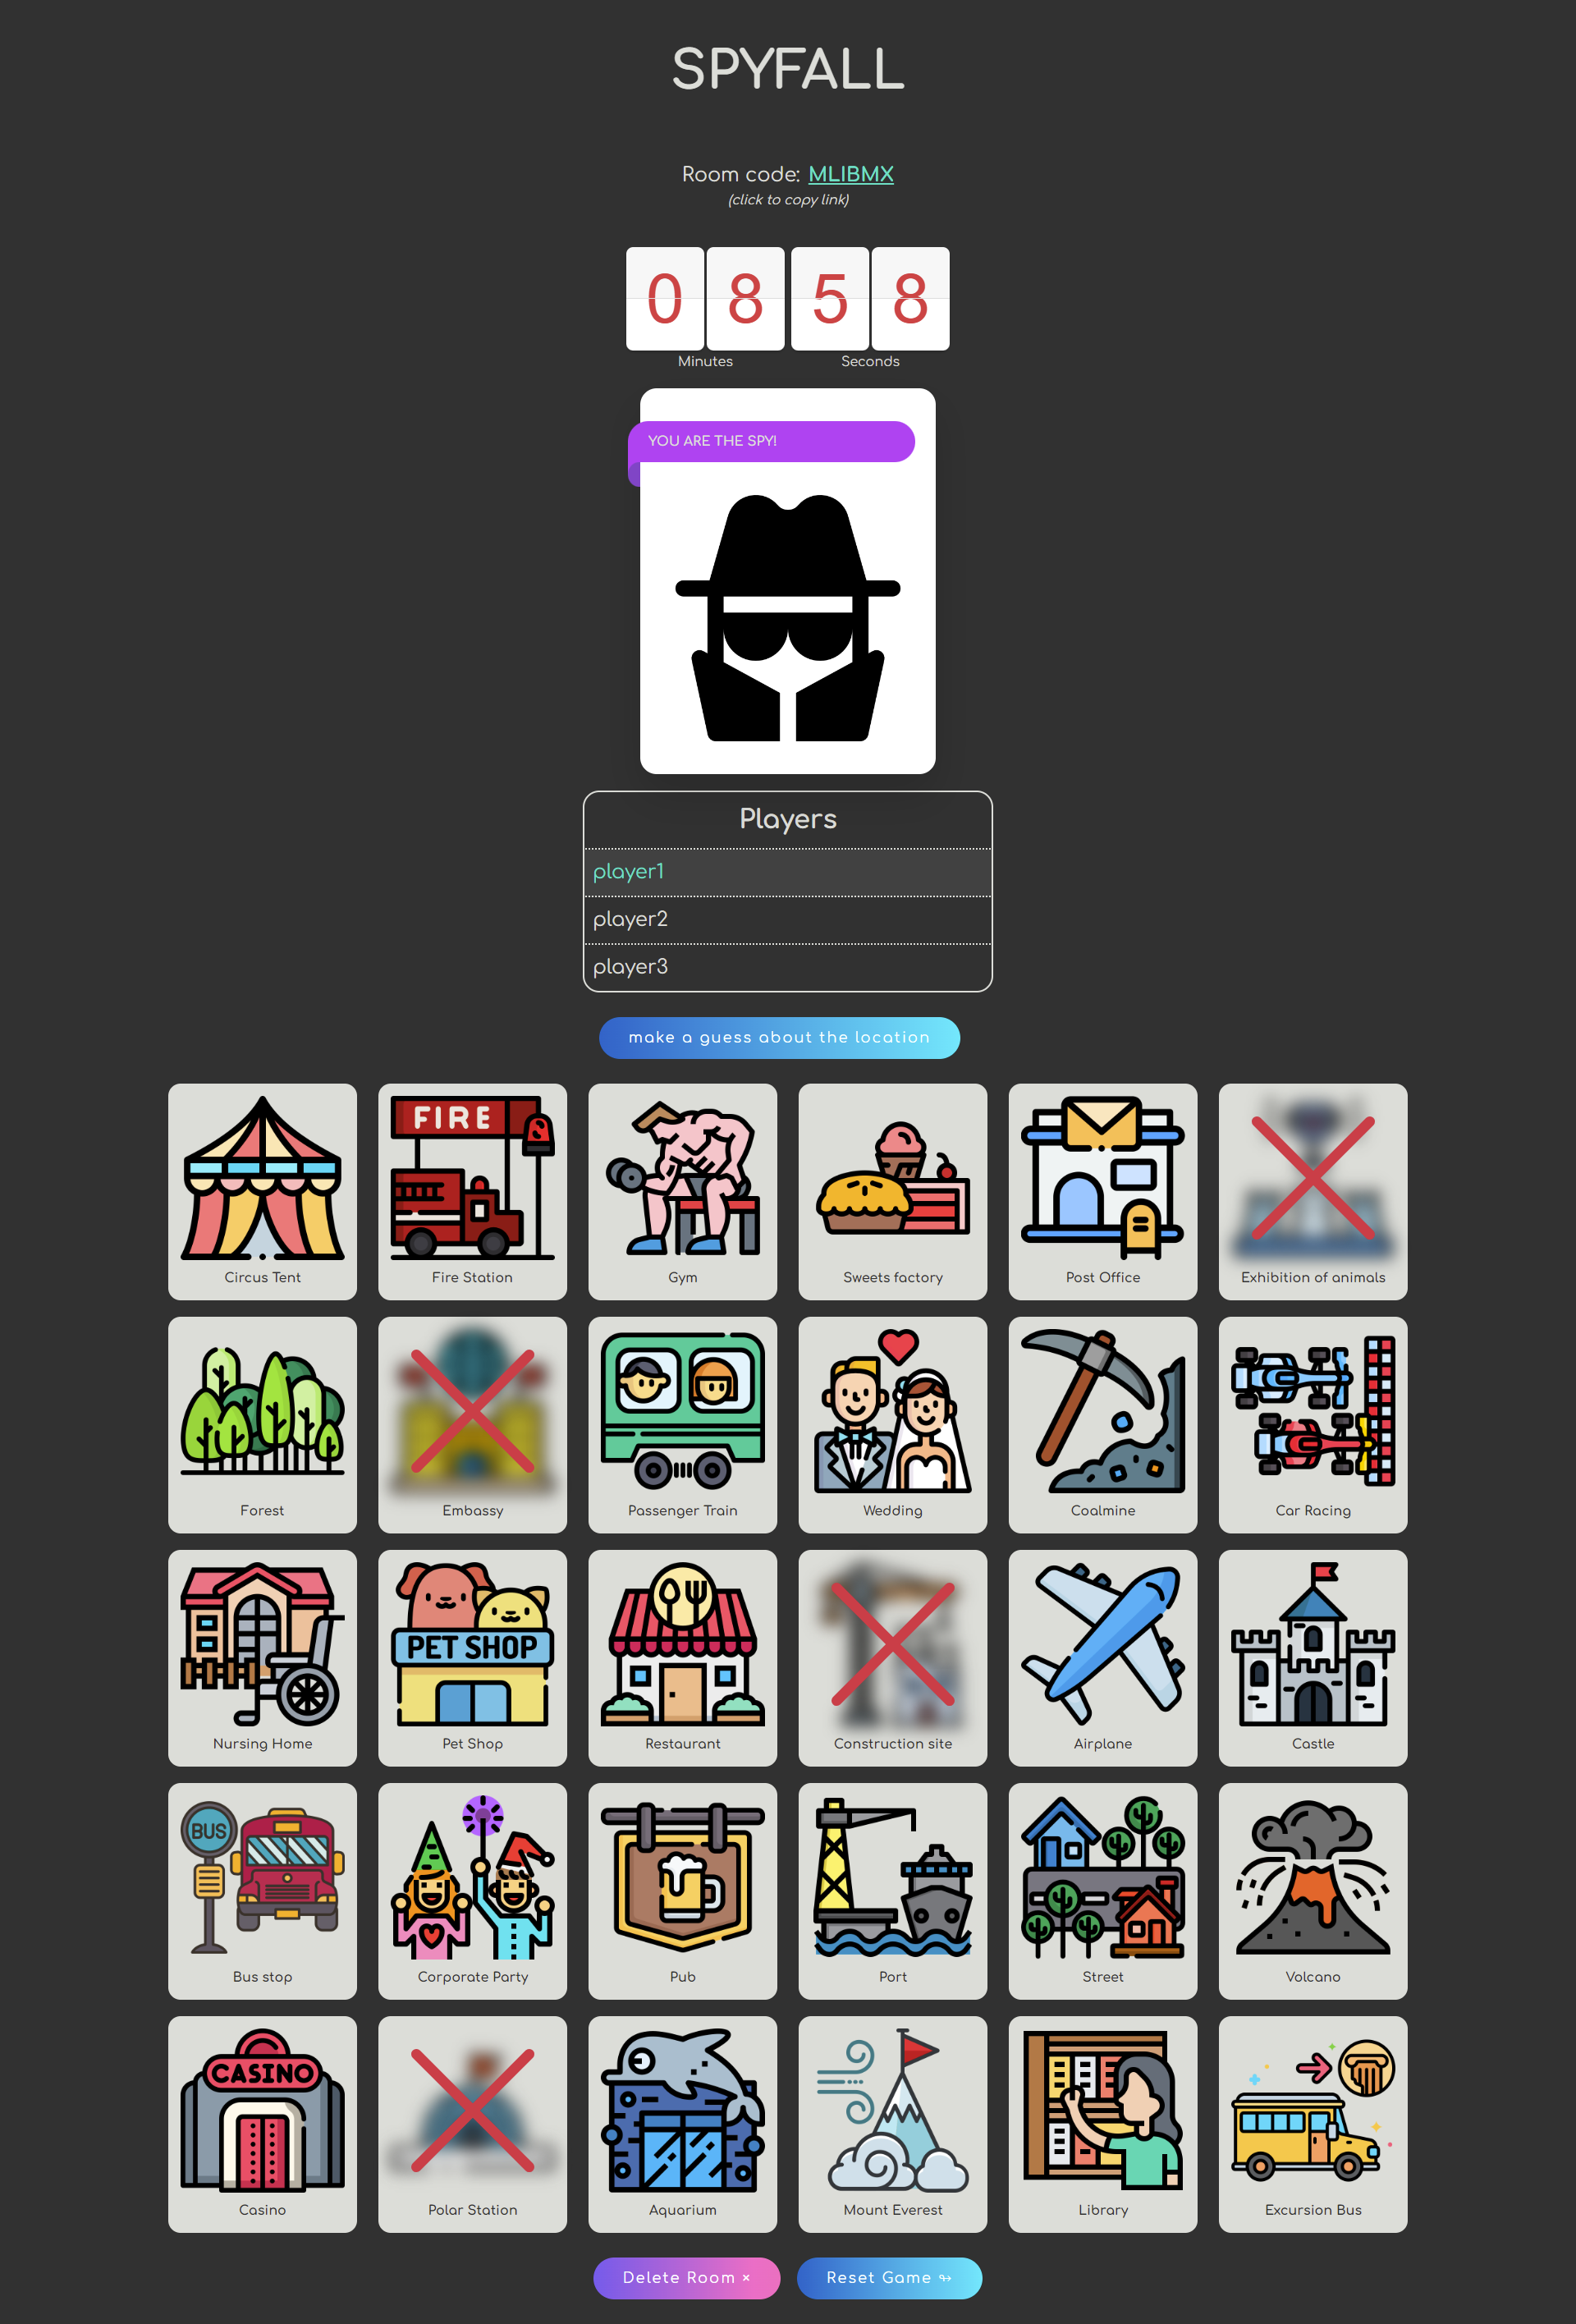 SPYFALL
Room code: MLIBMX
(click to copy link)
0 8 5 8
Minutes Seconds
YOU ARE THE SPY!
Players
player1
player2
player3
make a guess about the location
FIRE
Circus Tent Fire Station Gym Sweets factory Post Office Exhibition of animals
Forest Embassy Passenger Train Wedding Coalmine Car Racing
PET SHOP
Nursing Home Pet Shop Restaurant Construction site Airplane Castle
BUS
Bus stop Corporate Party Pub Port Street Volcano
CASINO
Casino Polar Station Aquarium Mount Everest Library Excursion Bus
Delete Room × Reset Game ↬